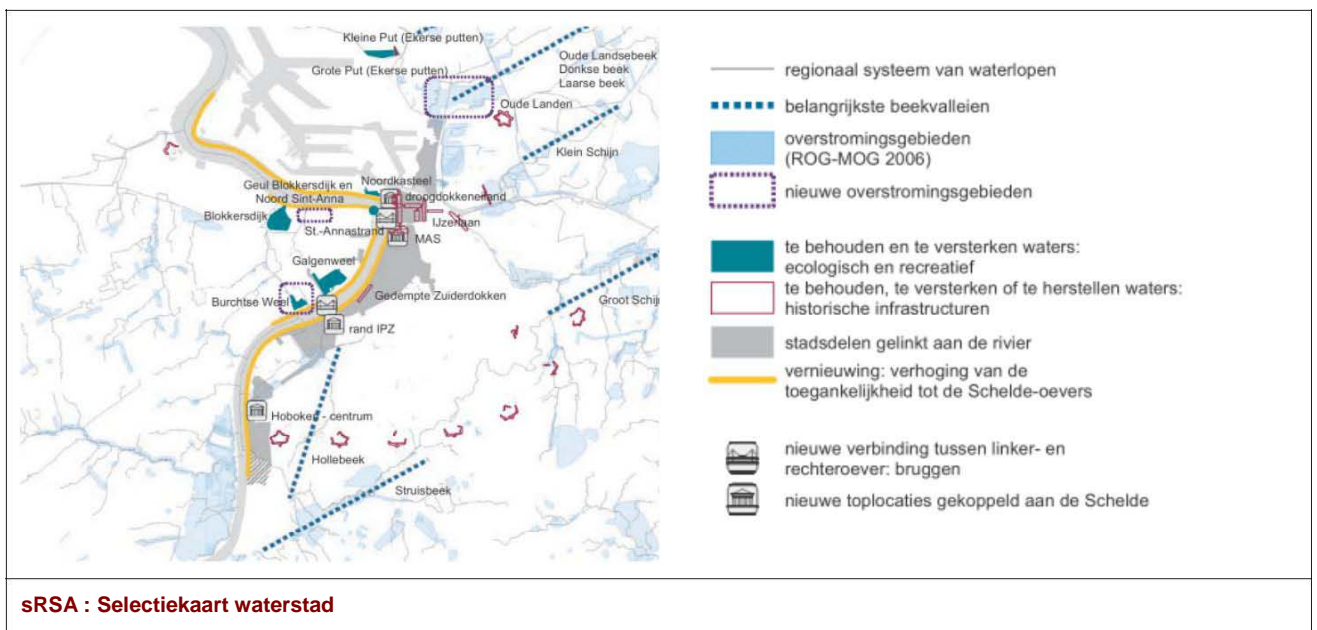 Kleine Put (Ekerse putten)
Grote Put (Ekerse putten)
Oude Landsebeek
Donkse beek
Laarse beek
Oude Landen
Klein Schijn
Geul Blokkersdijk en
Noord Sint-Anna
Noordkasteel
droogdokkeneiland
Blokkersdijk
St.-Annastrand
IJzerlaan
MAS
Galgenweel
Burchtse Weel
Gedempte Zuiderdokken
Groot Schijn
rand IPZ
Hoboken - centrum
Hollebeek
Struisbeek
regionaal systeem van waterlopen
belangrijkste beekvalleien
overstromingsgebieden
(ROG-MOG 2006)
nieuwe overstromingsgebieden
te behouden en te versterken waters:
ecologisch en recreatief
te behouden, te versterken of te herstellen waters:
historische infrastructuren
stadsdelen gelinkt aan de rivier
vernieuwing: verhoging van de
toegankelijkheid tot de Schelde-oevers
nieuwe verbinding tussen linker- en
rechteroever: bruggen
nieuwe toplocaties gekoppeld aan de Schelde
sRSA : Selectiekaart waterstad